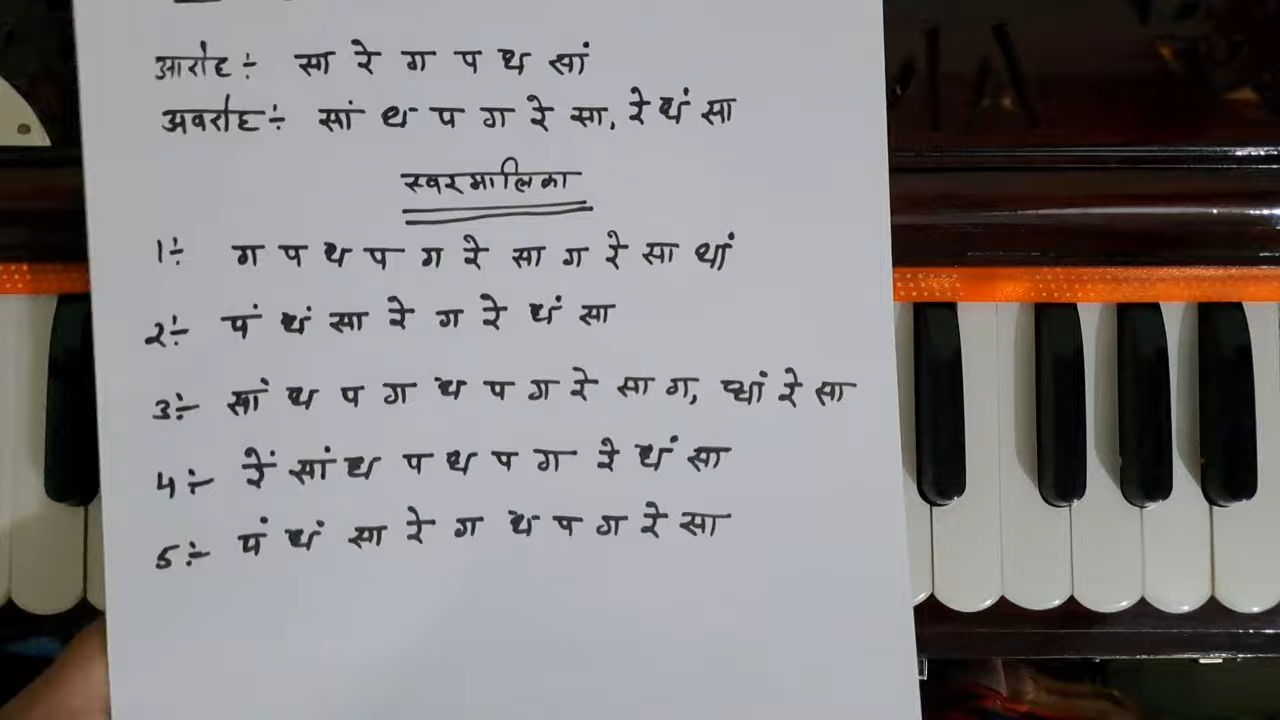 आरोह :- सा रे ग प ध सां
अवरोह :- सां ध प ग रे सा, रे धं सा
स्वरमालिका
1:- ग प ध प ग रे सा ग रे सा धां
2:- पं धं सा रे ग रे धं सा
3:- सां ध प ग ध प ग रे सा ग, धां रे सा
4:- रें सां ध प ध प ग रे धं सा
5:- पं धं सा रे ग ध प ग रे सा